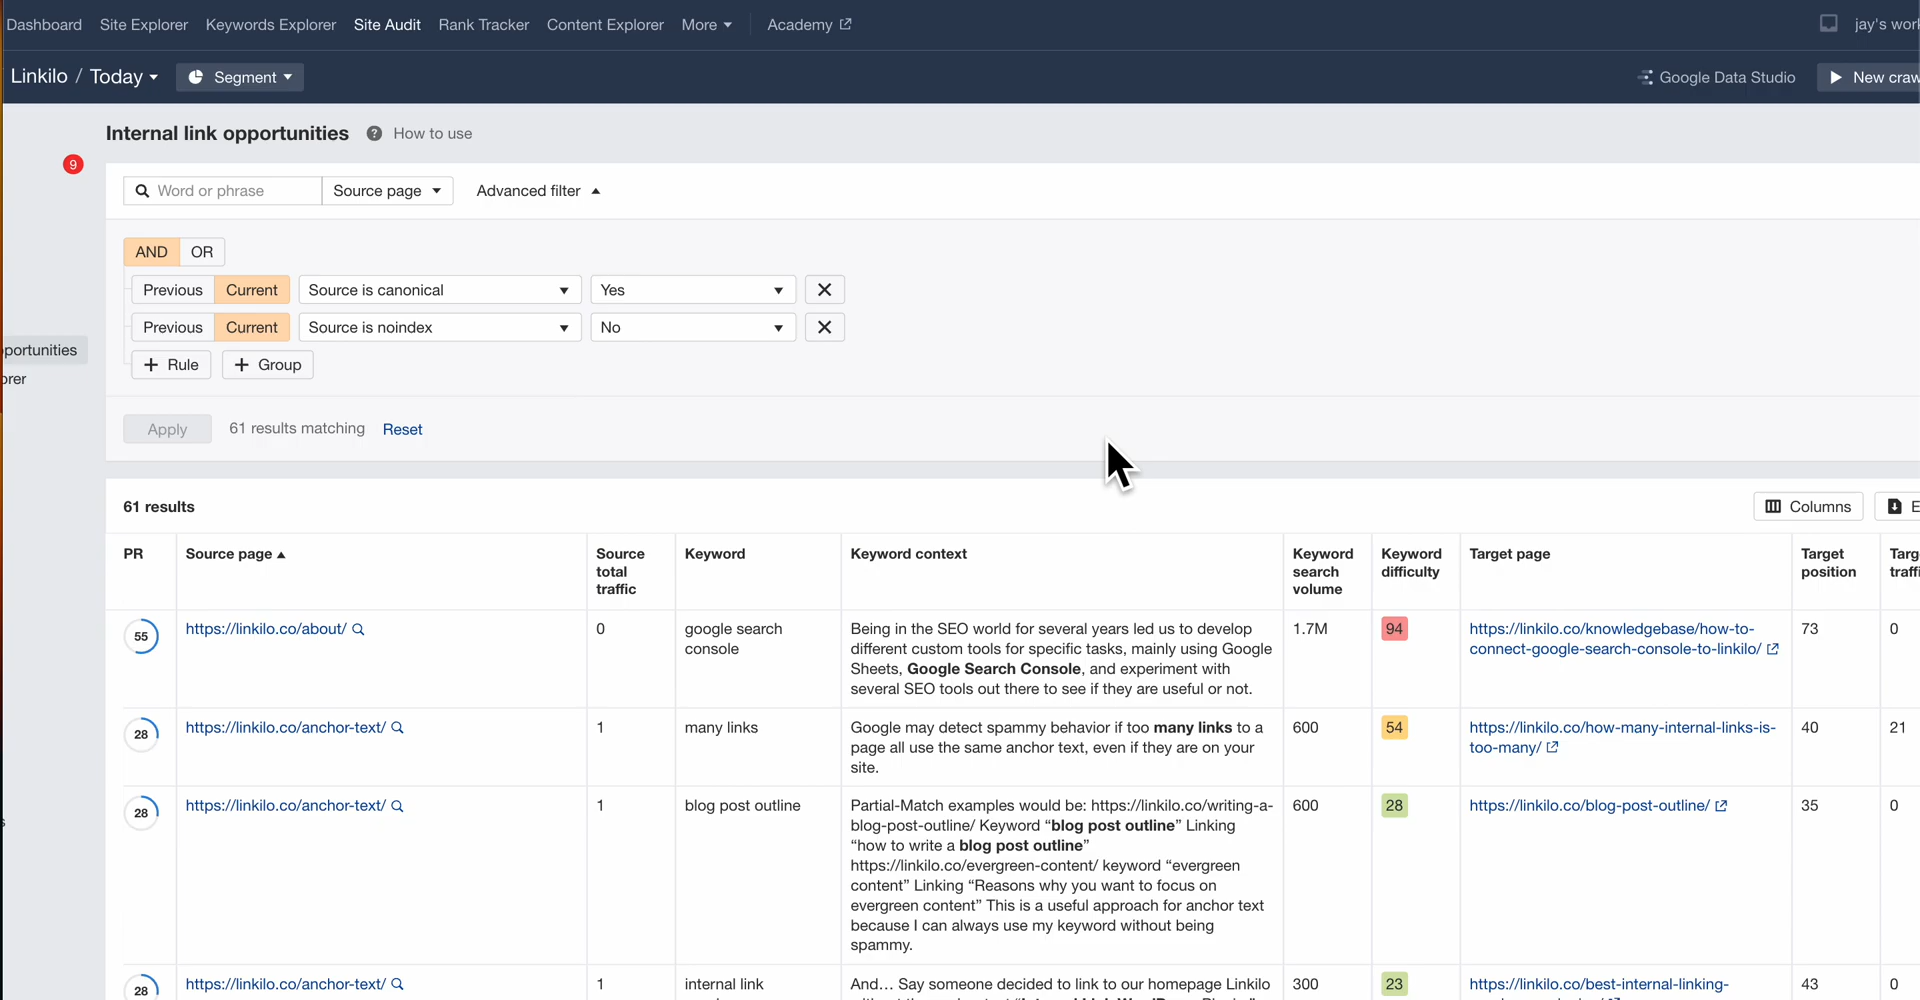 Dashboard Site Explorer Keywords Explorer Site Audit Rank Tracker Content Explorer More Academy jay's wor
Linkilo / Today Segment Google Data Studio New craw
Internal link opportunities ? How to use
9
Word or phrase Source page Advanced filter
AND OR
Previous Current Source is canonical Yes
Previous Current Source is noindex No
portunities
+ Rule + Group
orer
Apply 61 results matching Reset
61 results Columns E
PR Source page Source total traffic Keyword Keyword context Keyword search volume Keyword difficulty Target page Target position Targ traffi
55 https://linkilo.co/about/ 0 google search console
Being in the SEO world for several years led us to develop
different custom tools for specific tasks, mainly using Google
Sheets, Google Search Console, and experiment with
several SEO tools out there to see if they are useful or not.
1.7M 94 https://linkilo.co/knowledgebase/how-to-
connect-google-search-console-to-linkilo/ 73 0
28 https://linkilo.co/anchor-text/ 1 many links
Google may detect spammy behavior if too many links to a
page all use the same anchor text, even if they are on your
site.
600 54 https://linkilo.co/how-many-internal-links-is-
too-many/ 40 21
28 https://linkilo.co/anchor-text/ 1 blog post outline
Partial-Match examples would be: https://linkilo.co/writing-a-
blog-post-outline/ Keyword “blog post outline” Linking
“how to write a blog post outline”
https://linkilo.co/evergreen-content/ keyword “evergreen
content” Linking “Reasons why you want to focus on
evergreen content” This is a useful approach for anchor text
because I can always use my keyword without being
spammy.
600 28 https://linkilo.co/blog-post-outline/ 35 0
28 https://linkilo.co/anchor-text/ 1 internal link
And... Say someone decided to link to our homepage Linkilo
300 23 https://linkilo.co/best-internal-linking-
43 0